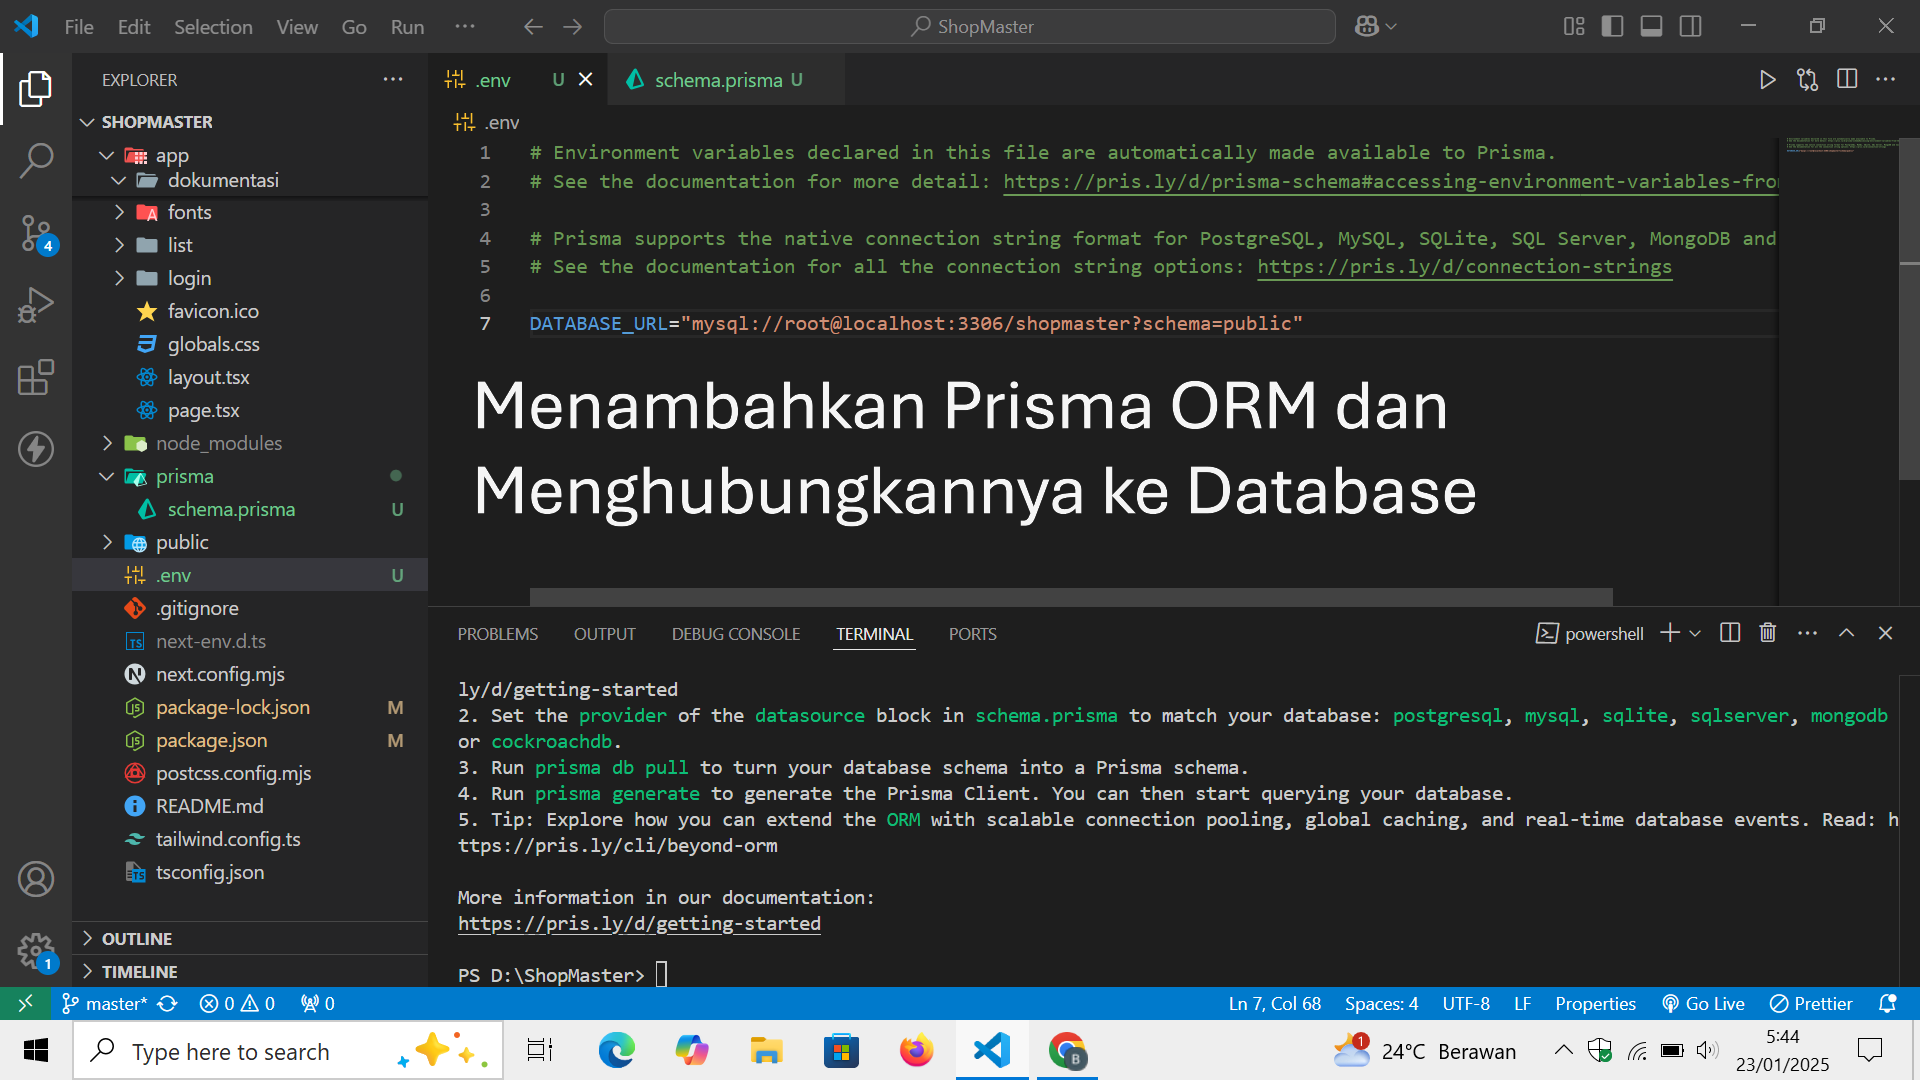 File Edit Selection View Go Run ··· ShopMaster
EXPLORER
SHOPMASTER
app
dokumentasi
fonts
list
login
favicon.ico
globals.css
layout.tsx
page.tsx
node_modules
prisma
schema.prisma U
public
.env U
.gitignore
next-env.d.ts
next.config.mjs
package-lock.json M
package.json M
postcss.config.mjs
README.md
tailwind.config.ts
tsconfig.json
OUTLINE
TIMELINE
4
1
.env U schema.prisma U
.env
1 # Environment variables declared in this file are automatically made available to Prisma.
2 # See the documentation for more detail: https://pris.ly/d/prisma-schema#accessing-environment-variables-fro
3
4 # Prisma supports the native connection string format for PostgreSQL, MySQL, SQLite, SQL Server, MongoDB and
5 # See the documentation for all the connection string options: https://pris.ly/d/connection-strings
6
7 DATABASE_URL="mysql://root@localhost:3306/shopmaster?schema=public"
Menambahkan Prisma ORM dan
Menghubungkannya ke Database
PROBLEMS OUTPUT DEBUG CONSOLE TERMINAL PORTS powershell
ly/d/getting-started
2. Set the provider of the datasource block in schema.prisma to match your database: postgresql, mysql, sqlite, sqlserver, mongodb
or cockroachdb.
3. Run prisma db pull to turn your database schema into a Prisma schema.
4. Run prisma generate to generate the Prisma Client. You can then start querying your database.
5. Tip: Explore how you can extend the ORM with scalable connection pooling, global caching, and real-time database events. Read: h
ttps://pris.ly/cli/beyond-orm
More information in our documentation:
https://pris.ly/d/getting-started
PS D:\ShopMaster>
master* 0 0 0 Ln 7, Col 68 Spaces: 4 UTF-8 LF Properties Go Live Prettier
Type here to search B 1 24°C Berawan 5:44
23/01/2025